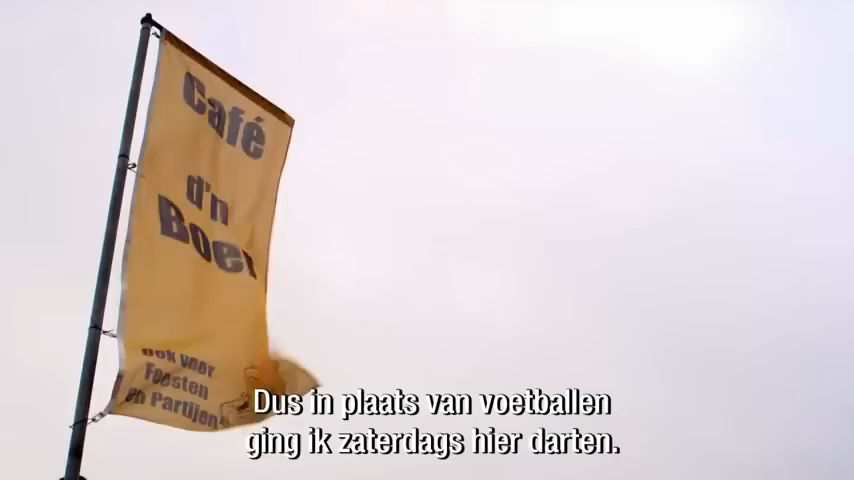 Café
d'n
Boer
Ook voor
Feesten
en Partijen
Dus in plaats van voetballen
ging ik zaterdags hier darten.